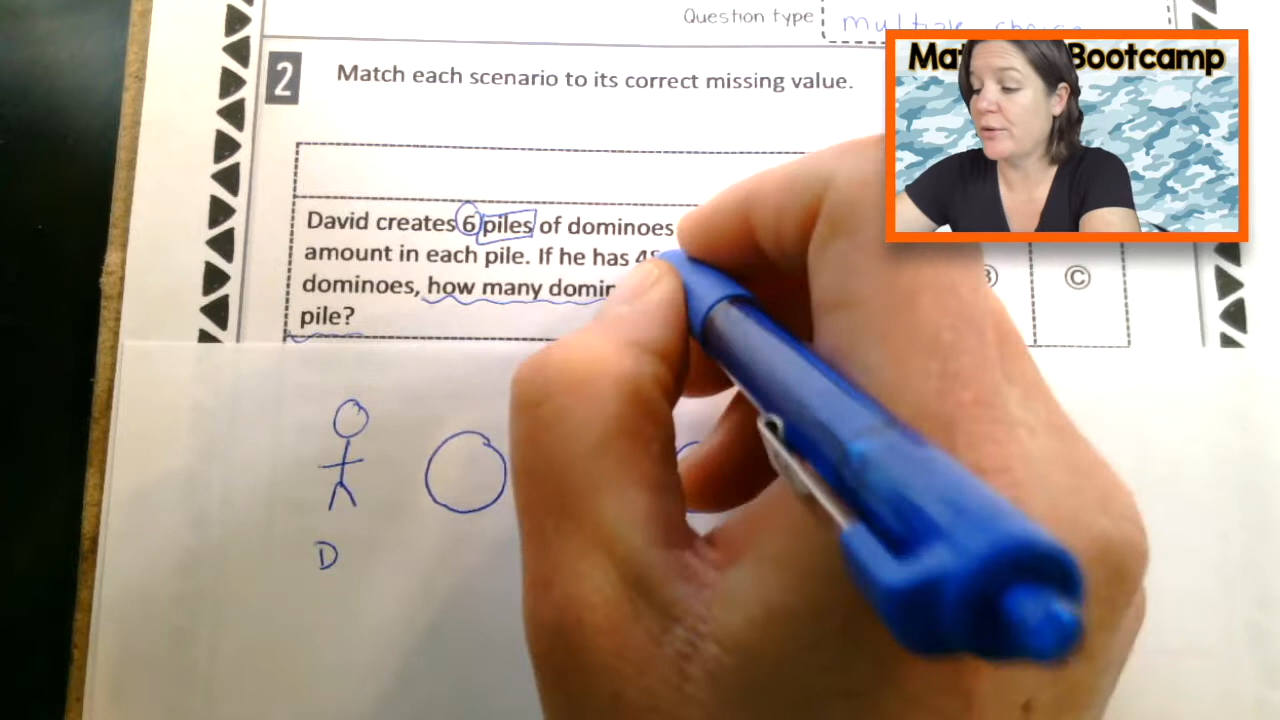 Question type multiple choice
Math Bootcamp
2 Match each scenario to its correct missing value.
David creates 6 piles of dominoes
amount in each pile. If he has
dominoes, how many
pile?
C
D